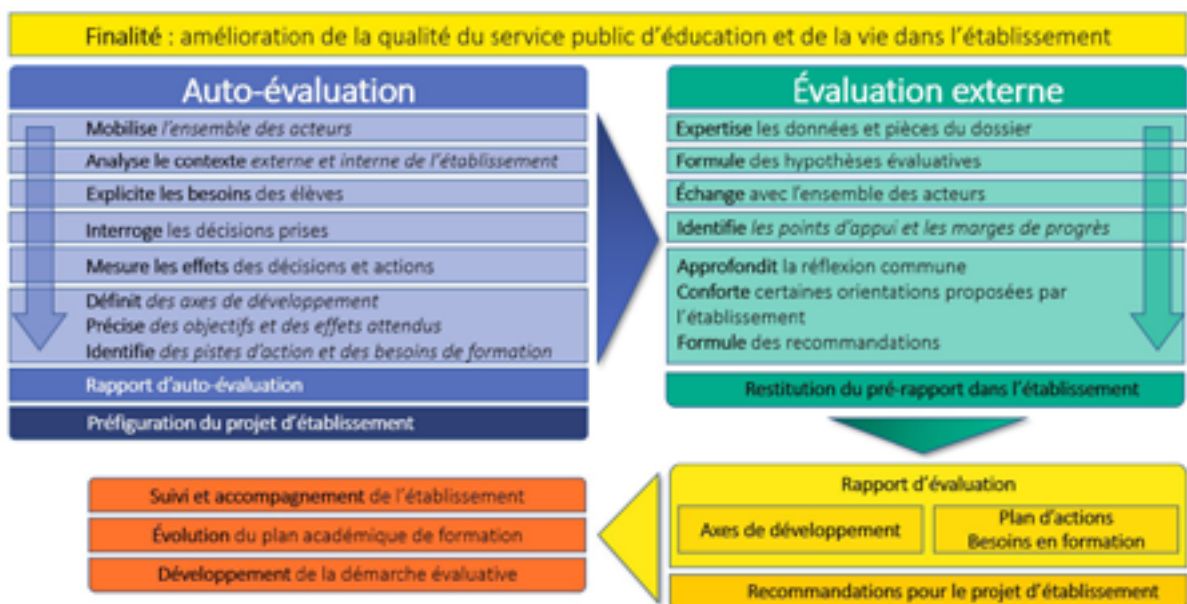 Finalité : amélioration de la qualité du service public d'éducation et de la vie dans l'établissement
Auto-évaluation
Mobilise l'ensemble des acteurs
Analyse le contexte externe et interne de l'établissement
Explicite les besoins des élèves
Interroge les décisions prises
Mesure les effets des décisions et actions
Définit des axes de développement
Précise des objectifs et des effets attendus
Identifie des pistes d'action et des besoins de formation
Rapport d'auto-évaluation
Préfiguration du projet d'établissement
Évaluation externe
Expertise les données et pièces du dossier
Formule des hypothèses évaluatives
Échange avec l'ensemble des acteurs
Identifie les points d'appui et les marges de progrès
Approfondit la réflexion commune
Conforte certaines orientations proposées par
l'établissement
Formule des recommandations
Restitution du pré-rapport dans l'établissement
Rapport d'évaluation
Axes de développement
Plan d'actions
Besoins en formation
Recommandations pour le projet d'établissement
Suivi et accompagnement de l'établissement
Évolution du plan académique de formation
Développement de la démarche évaluative